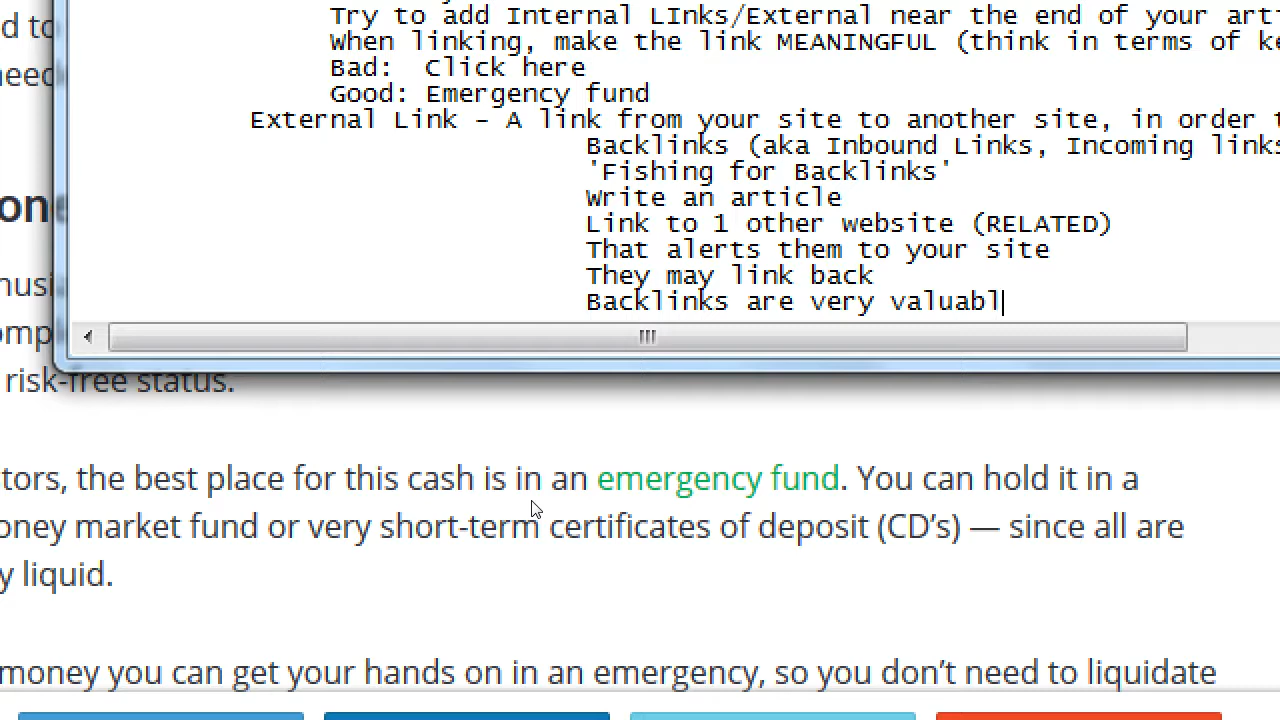 Try to add Internal LInks/External near the end of your arti
When linking, make the link MEANINGFUL (think in terms of ke
Bad:  Click here
Good: Emergency fund
External Link - A link from your site to another site, in order t
Backlinks (aka Inbound Links, Incoming links
'Fishing for Backlinks'
Write an article
Link to 1 other website (RELATED)
That alerts them to your site
They may link back
Backlinks are very valuabl
d to
need
on
nusi
ompl
risk-free status.
tors, the best place for this cash is in an emergency fund. You can hold it in a
oney market fund or very short-term certificates of deposit (CD’s) — since all are
y liquid.
money you can get your hands on in an emergency, so you don’t need to liquidate